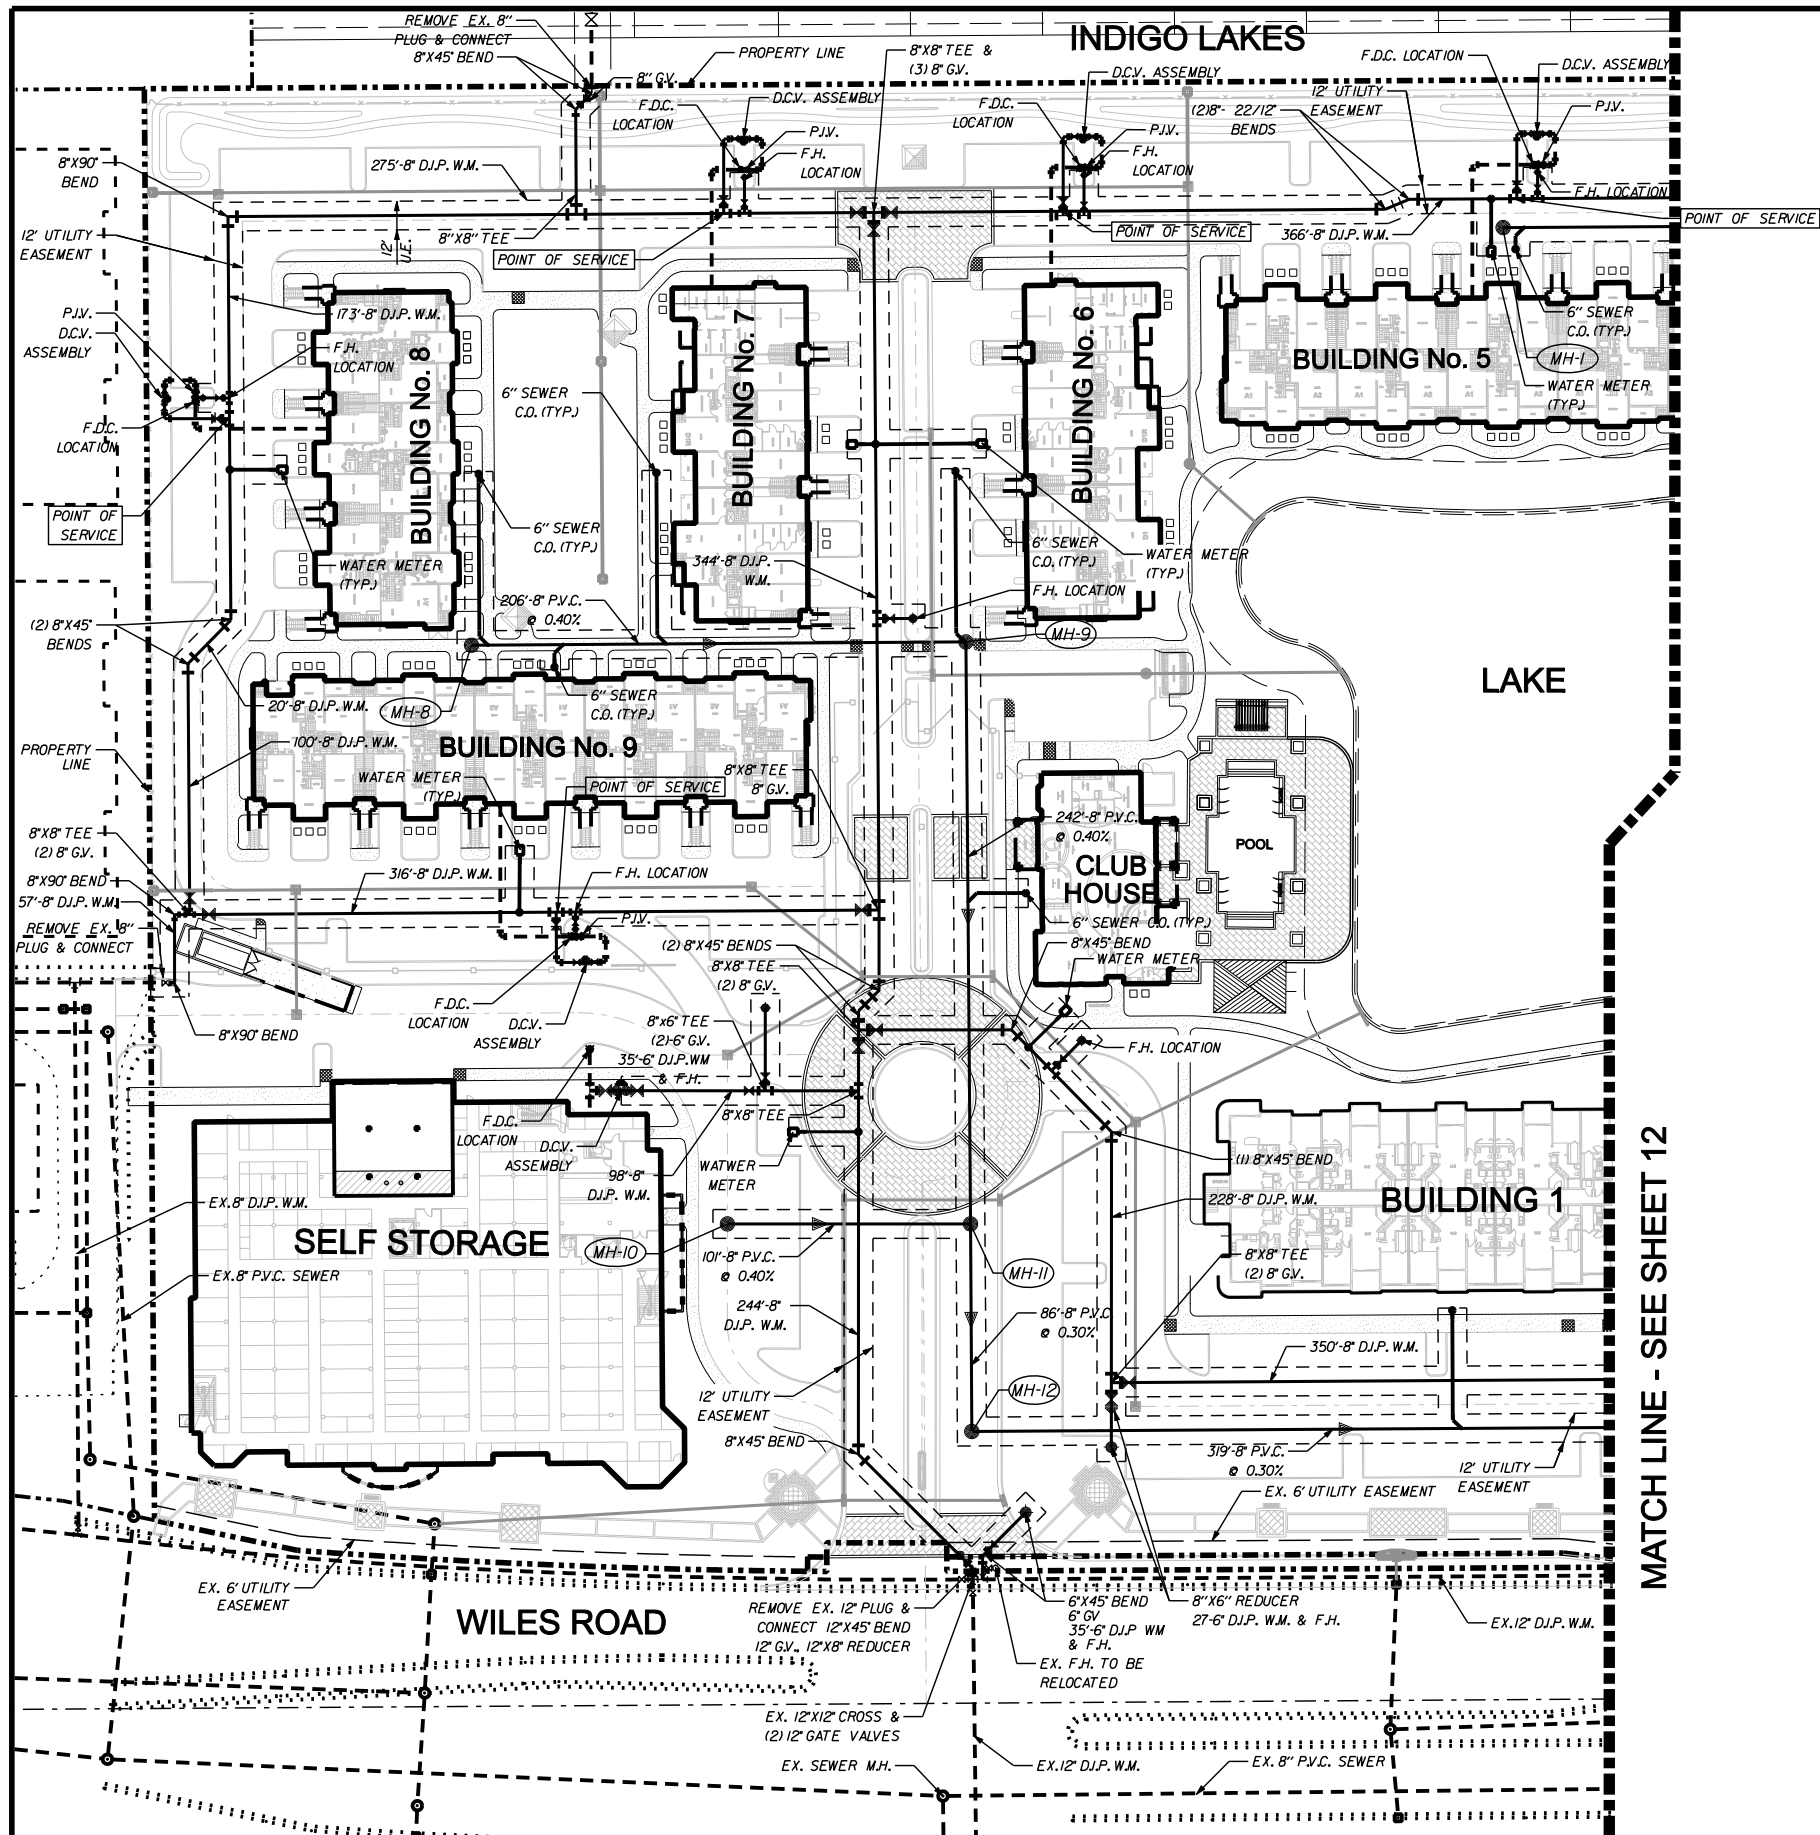 REMOVE EX. 8"
PLUG & CONNECT
8"X45° BEND
8" G.V.
PROPERTY LINE
8"X8" TEE &
(3) 8" G.V.
INDIGO LAKES
D.C.V. ASSEMBLY
F.D.C. LOCATION
D.C.V. ASSEMBLY
F.D.C.
LOCATION
D.C.V. ASSEMBLY
P.I.V.
F.H.
LOCATION
F.D.C.
LOCATION
P.I.V.
F.H.
LOCATION
(2)8"- 22/12°
BENDS
12' UTILITY
EASEMENT
P.I.V.
F.H. LOCATION
POINT OF SERVICE
8"X90°
BEND
275'-8" D.I.P. W.M.
12' UTILITY
EASEMENT
12'
U.E.
8"X8" TEE
POINT OF SERVICE
POINT OF SERVICE
366'-8" D.I.P. W.M.
P.I.V.
D.C.V.
ASSEMBLY
173'-8" D.I.P. W.M.
F.H.
LOCATION
BUILDING No. 8
BUILDING No. 7
BUILDING No. 6
BUILDING No. 5
6" SEWER
C.O. (TYP.)
MH-1
WATER METER
(TYP.)
6" SEWER
C.O. (TYP.)
F.D.C.
LOCATION
POINT OF
SERVICE
6" SEWER
C.O. (TYP.)
WATER METER
(TYP.)
344'-8" D.I.P.
W.M.
6" SEWER
C.O. (TYP.)
WATER METER
(TYP.)
F.H. LOCATION
206'-8" P.V.C.
@ 0.40%
(2) 8"X45°
BENDS
MH-9
LAKE
20'-8" D.I.P. W.M.
MH-8
6" SEWER
C.O. (TYP.)
100'-8" D.I.P. W.M.
BUILDING No. 9
PROPERTY
LINE
WATER METER
(TYP.)
POINT OF SERVICE
8"X8" TEE
8" G.V.
242'-8" P.V.C.
@ 0.40%
CLUB
HOUSE
POOL
8"X8" TEE
(2) 8" G.V.
8"X90° BEND
57'-8" D.I.P. W.M.
REMOVE EX. 8"
PLUG & CONNECT
316'-8" D.I.P. W.M.
F.H. LOCATION
P.I.V.
6" SEWER C.O. (TYP.)
8"X45° BEND
WATER METER
(2) 8"X45° BENDS
8"X8" TEE
(2) 8" G.V.
F.D.C.
LOCATION
D.C.V.
ASSEMBLY
8"X90° BEND
8"x6" TEE
(2)-6" G.V.
35'-6" D.I.P.WM
& F.H.
F.H. LOCATION
8"X8" TEE
F.D.C.
LOCATION
D.C.V.
ASSEMBLY
WATWER
METER
98'-8"
D.I.P. W.M.
(1) 8"X45° BEND
228'-8" D.I.P. W.M.
BUILDING 1
EX.8" D.I.P. W.M.
SELF STORAGE
MH-10
101'-8" P.V.C.
@ 0.40%
MH-11
8"X8" TEE
(2) 8" G.V.
EX.8" P.V.C. SEWER
244'-8"
D.I.P. W.M.
86'-8" P.V.C.
@ 0.30%
350'-8" D.I.P. W.M.
12' UTILITY
EASEMENT
MH-12
8"X45° BEND
319'-8" P.V.C.
@ 0.30%
12' UTILITY
EASEMENT
EX. 6' UTILITY EASEMENT
MATCH LINE - SEE SHEET 12
EX. 6' UTILITY
EASEMENT
WILES ROAD
REMOVE EX. 12" PLUG &
CONNECT 12"X45° BEND
12" G.V., 12"X8" REDUCER
6"X45° BEND
6" GV
35'-6" D.I.P WM
& F.H.
8"X6" REDUCER
27-6" D.I.P. W.M. & F.H.
EX.12" D.I.P.W.M.
EX. F.H. TO BE
RELOCATED
EX. 12"X12" CROSS &
(2) 12" GATE VALVES
EX. SEWER M.H.
EX.12" D.I.P. W.M.
EX. 8" P.V.C. SEWER